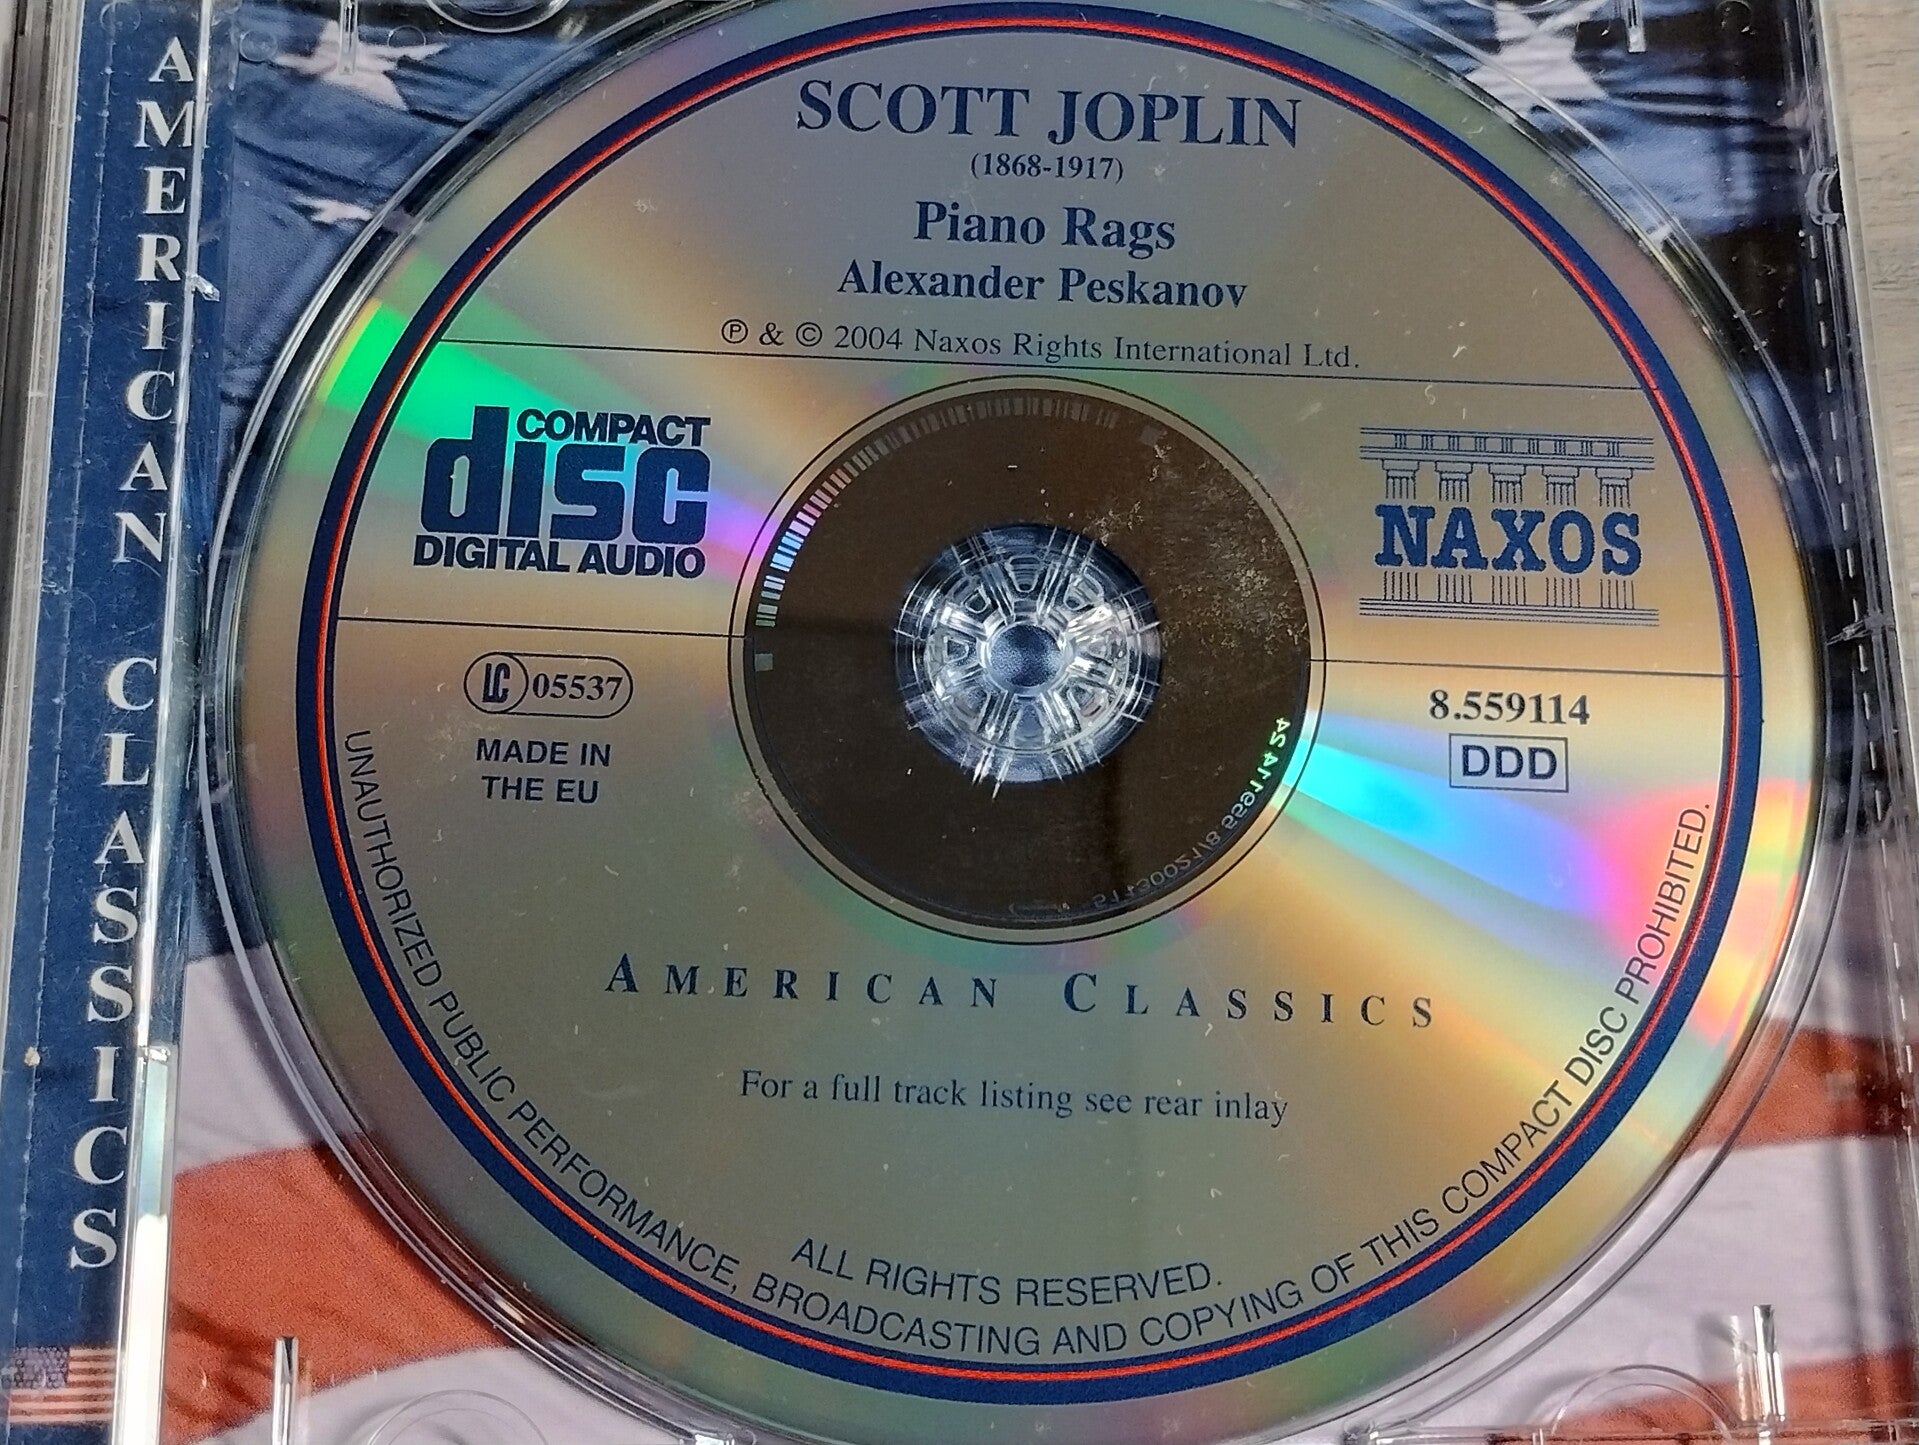 AMERICAN CLASSICS
SCOTT JOPLIN
(1868-1917)
Piano Rags
Alexander Peskanov
℗ & © 2004 Naxos Rights International Ltd.
COMPACT
disc
DIGITAL AUDIO
NAXOS
LC 05537
MADE IN
THE EU
8.559114
DDD
AMERICAN CLASSICS
For a full track listing see rear inlay
ALL RIGHTS RESERVED.
UNAUTHORIZED PUBLIC PERFORMANCE, BROADCASTING AND COPYING OF THIS COMPACT DISC PROHIBITED.